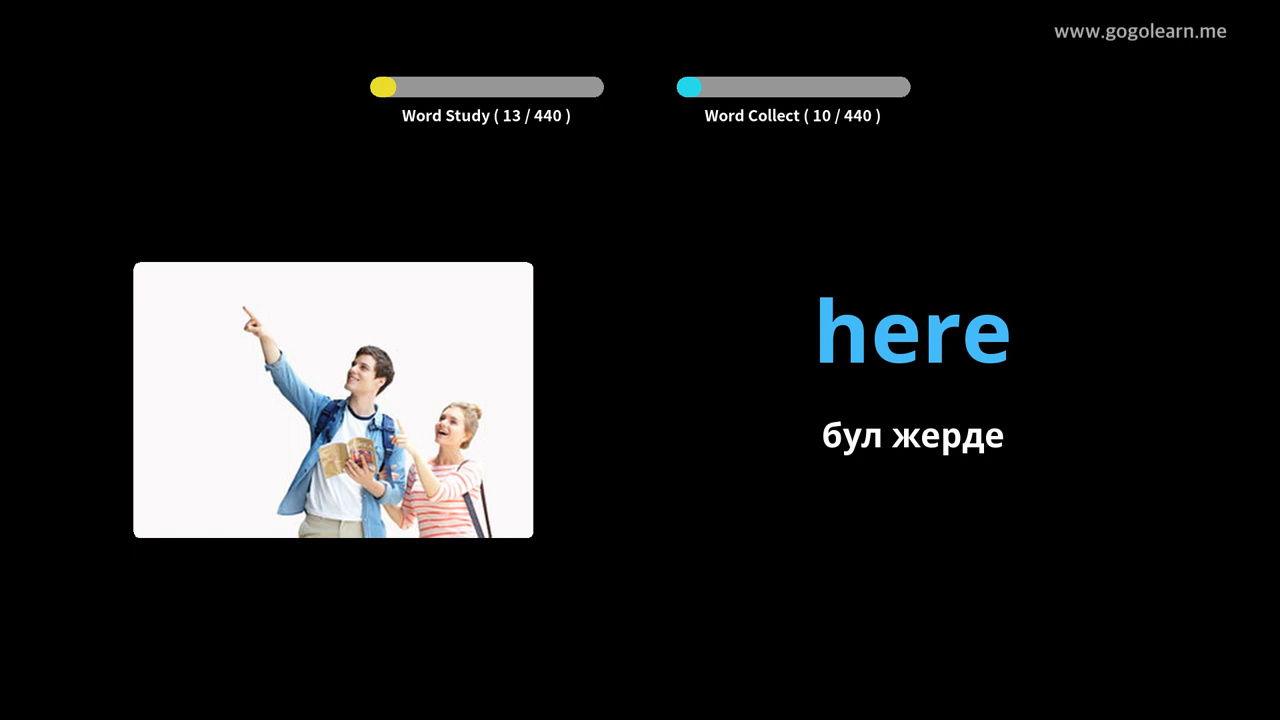 www.gogolearn.me
Word Study ( 13 / 440 )
Word Collect ( 10 / 440 )
here
бул жерде